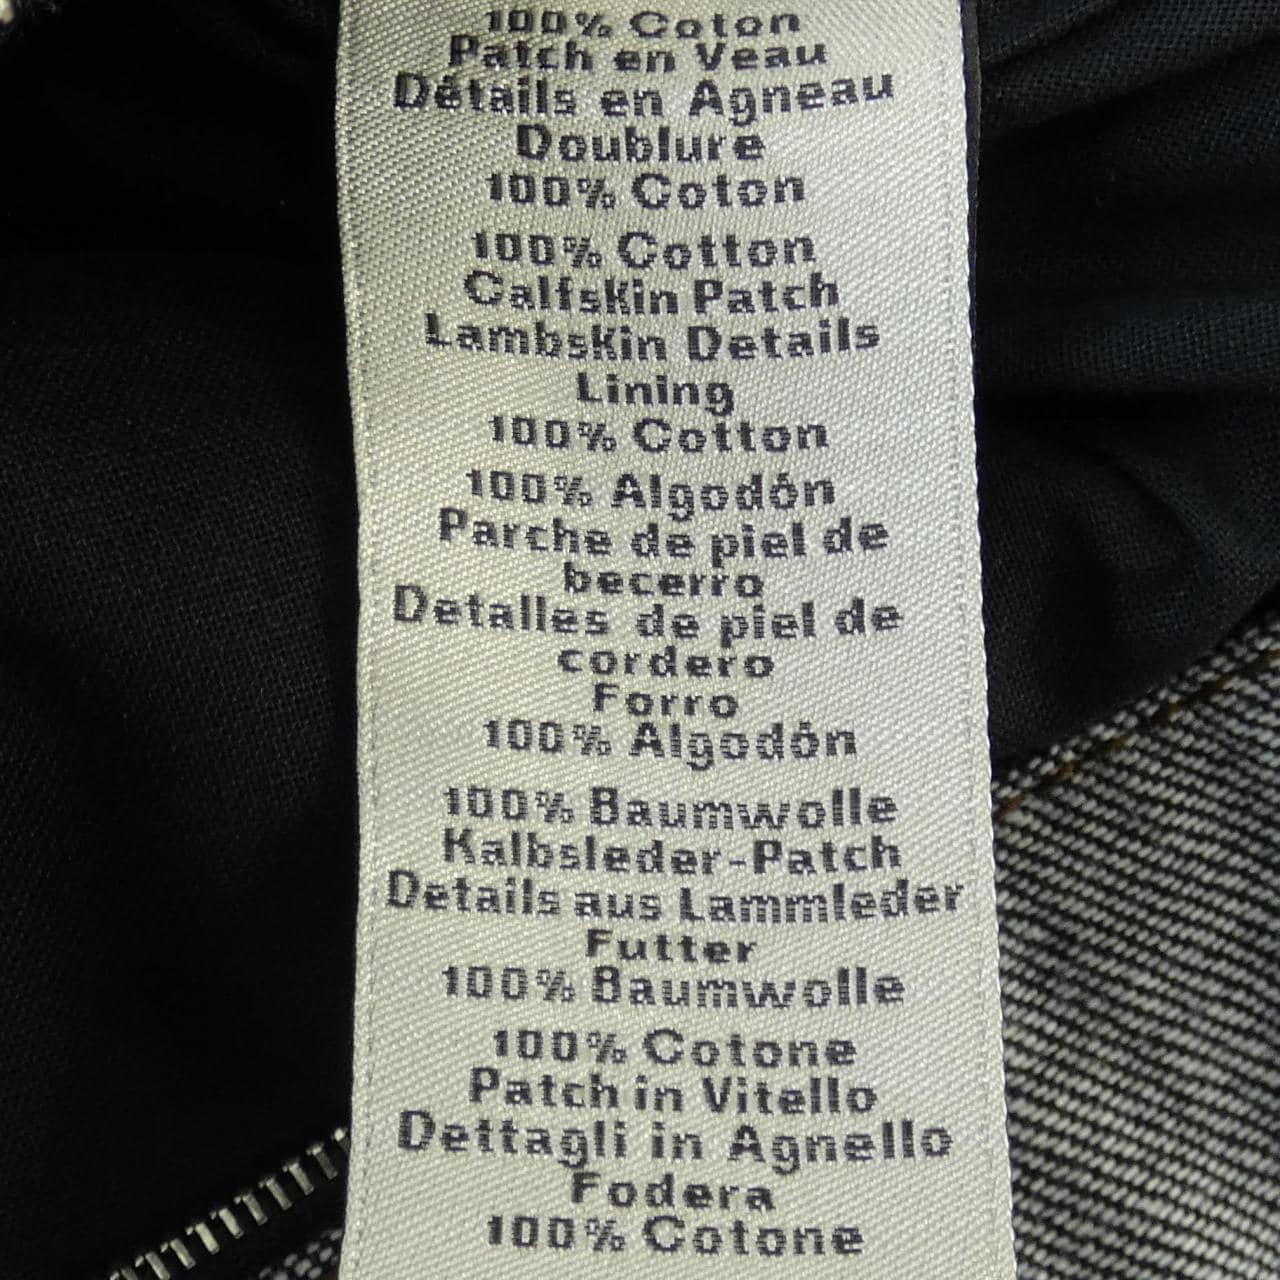 100% Coton
Patch en Veau
Détails en Agneau
Doublure
100% Coton
100% Cotton
Calfskin Patch
Lambskin Details
Lining
100% Cotton
100% Algodón
Parche de piel de
becerro
Detalles de piel de
cordero
Forro
100% Algodón
100% Baumwolle
Kalbsleder-Patch
Details aus Lammleder
Futter
100% Baumwolle
100% Cotone
Patch in Vitello
Dettagli in Agnello
Fodera
100% Cotone